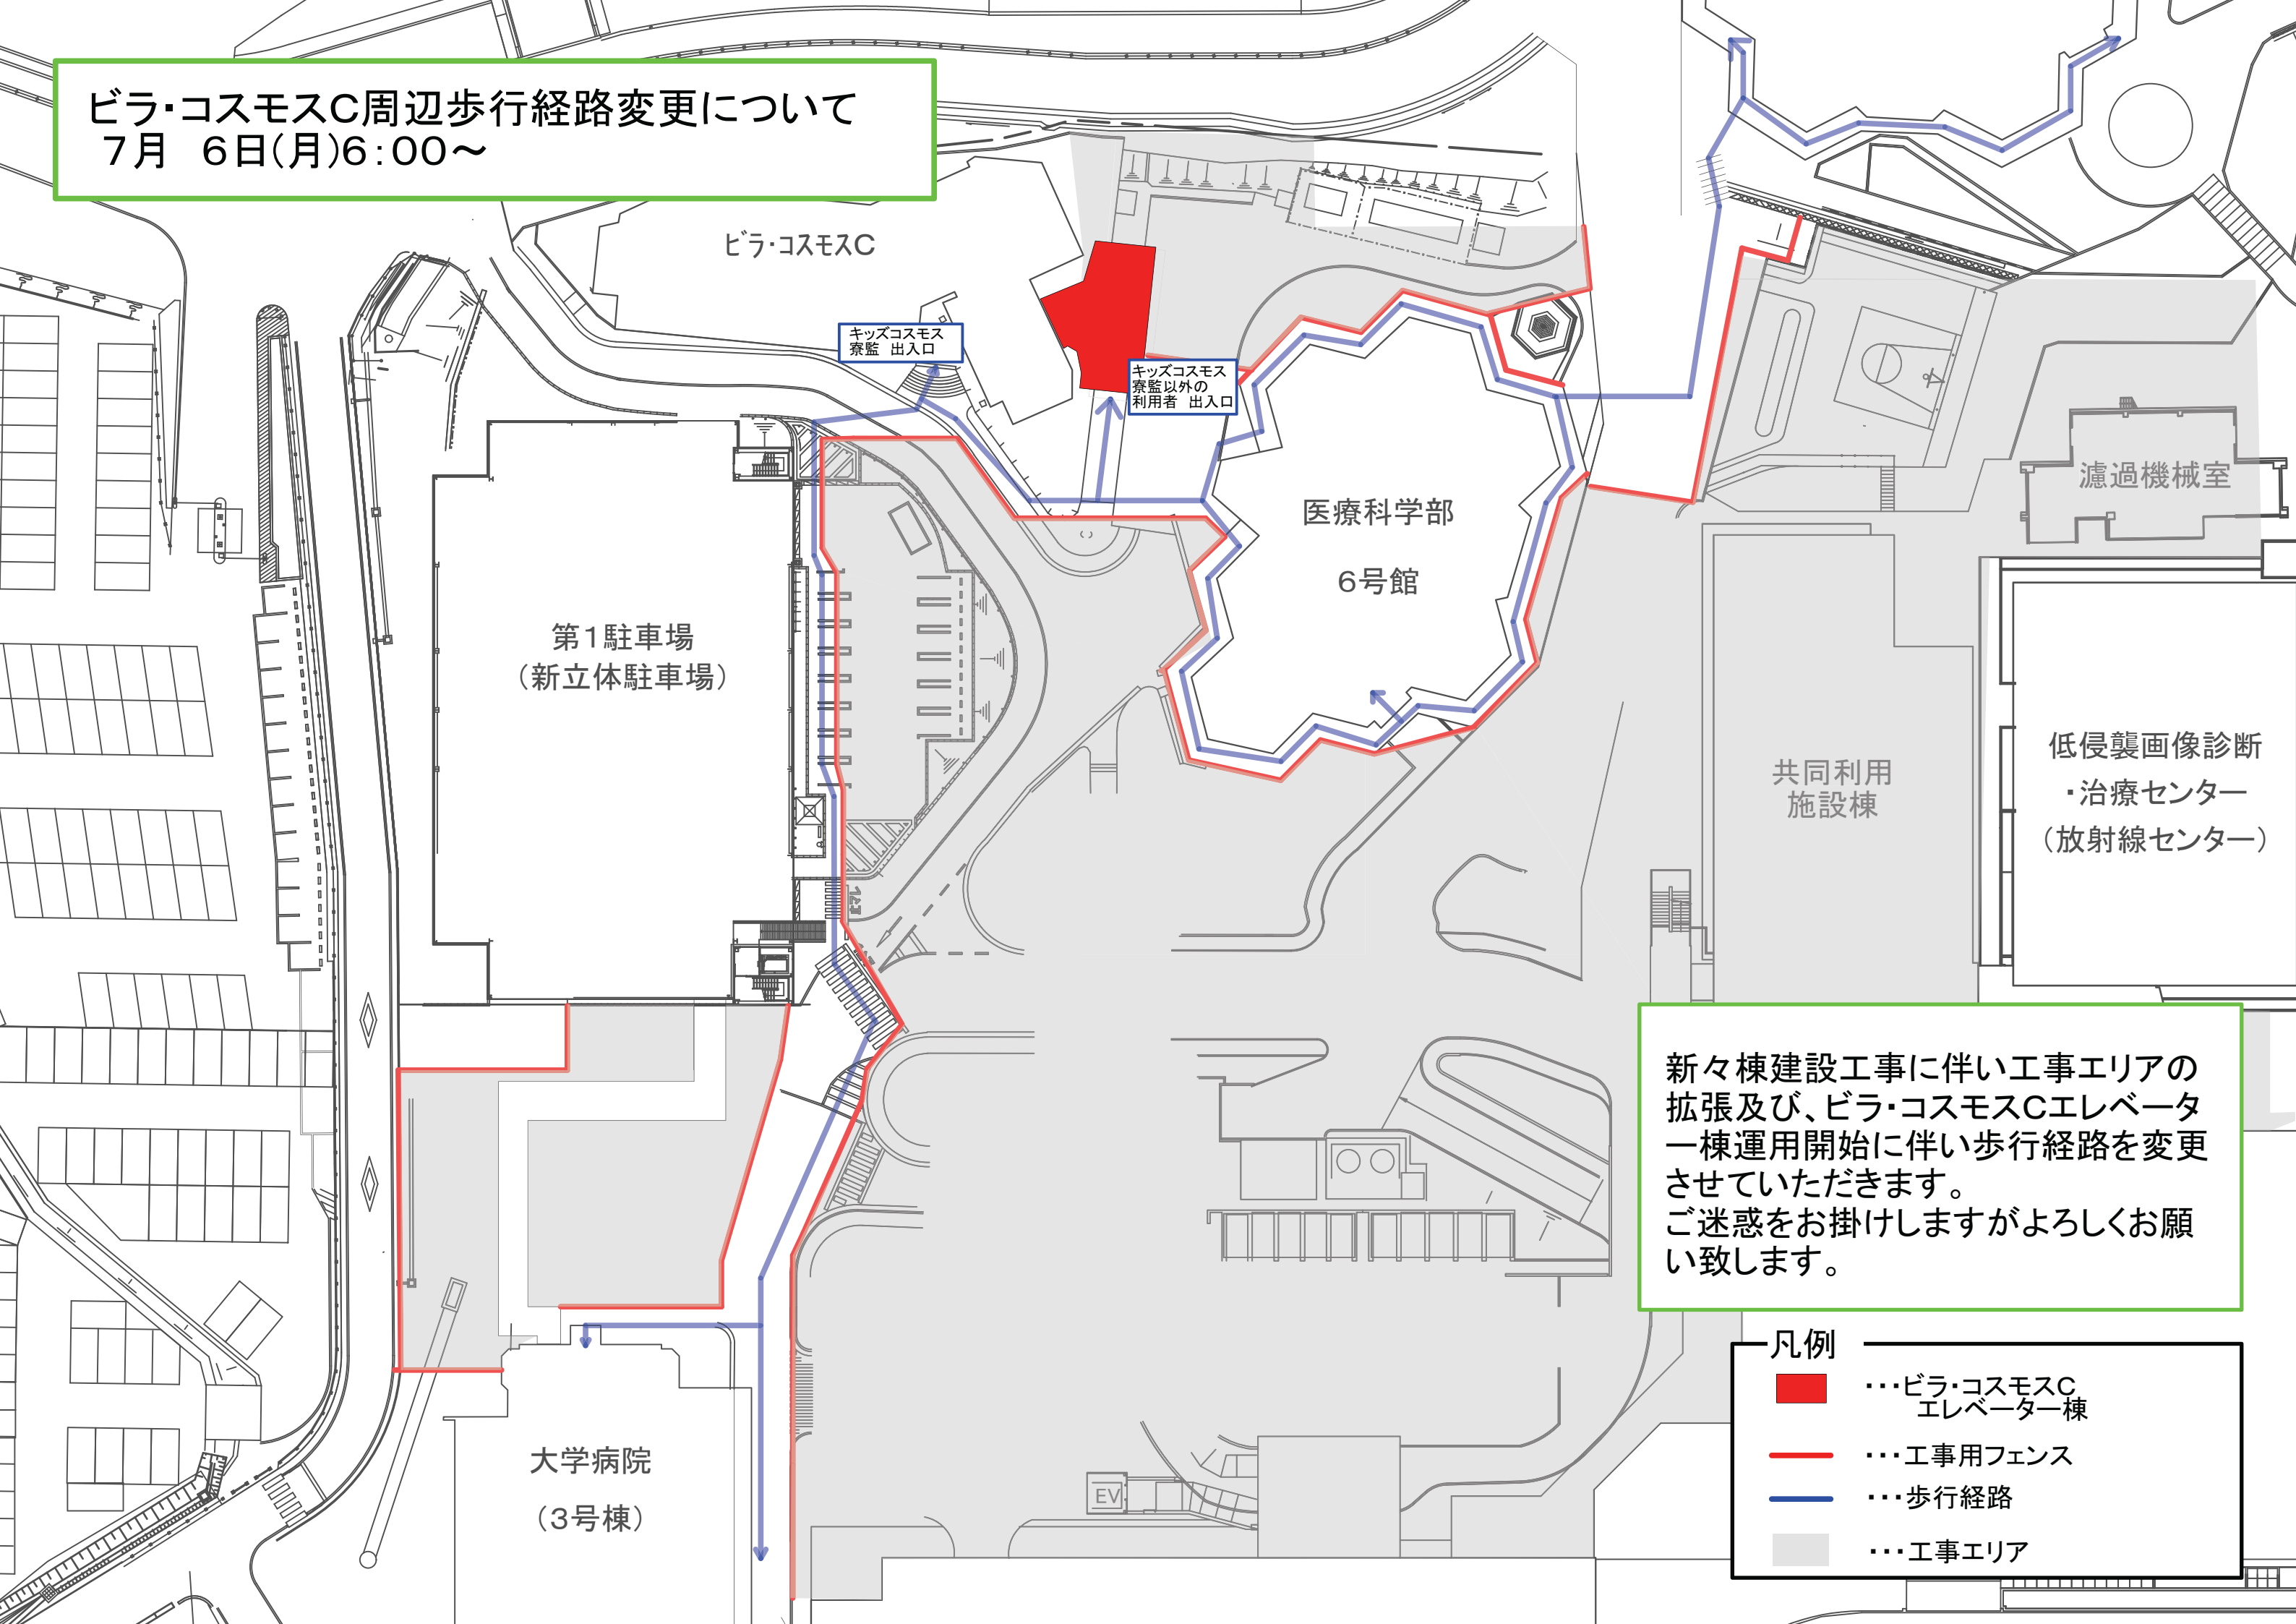 ビラ・コスモスC周辺歩行経路変更について
7月　6日(月)6:00～
ビラ・コスモスC
キッズコスモス
寮監　出入口
キッズコスモス
寮監以外の
利用者　出入口
医療科学部
6号館
濾過機械室
第1駐車場
（新立体駐車場）
共同利用
施設棟
低侵襲画像診断
・治療センター
（放射線センター）
止マレ
新々棟建設工事に伴い工事エリアの
拡張及び、ビラ・コスモスCエレベータ
ー棟運用開始に伴い歩行経路を変更
させていただきます。
ご迷惑をお掛けしますがよろしくお願
い致します。
大学病院
（3号棟）
EV
凡例
・・・ビラ・コスモスC
エレベーター棟
・・・工事用フェンス
・・・歩行経路
・・・工事エリア